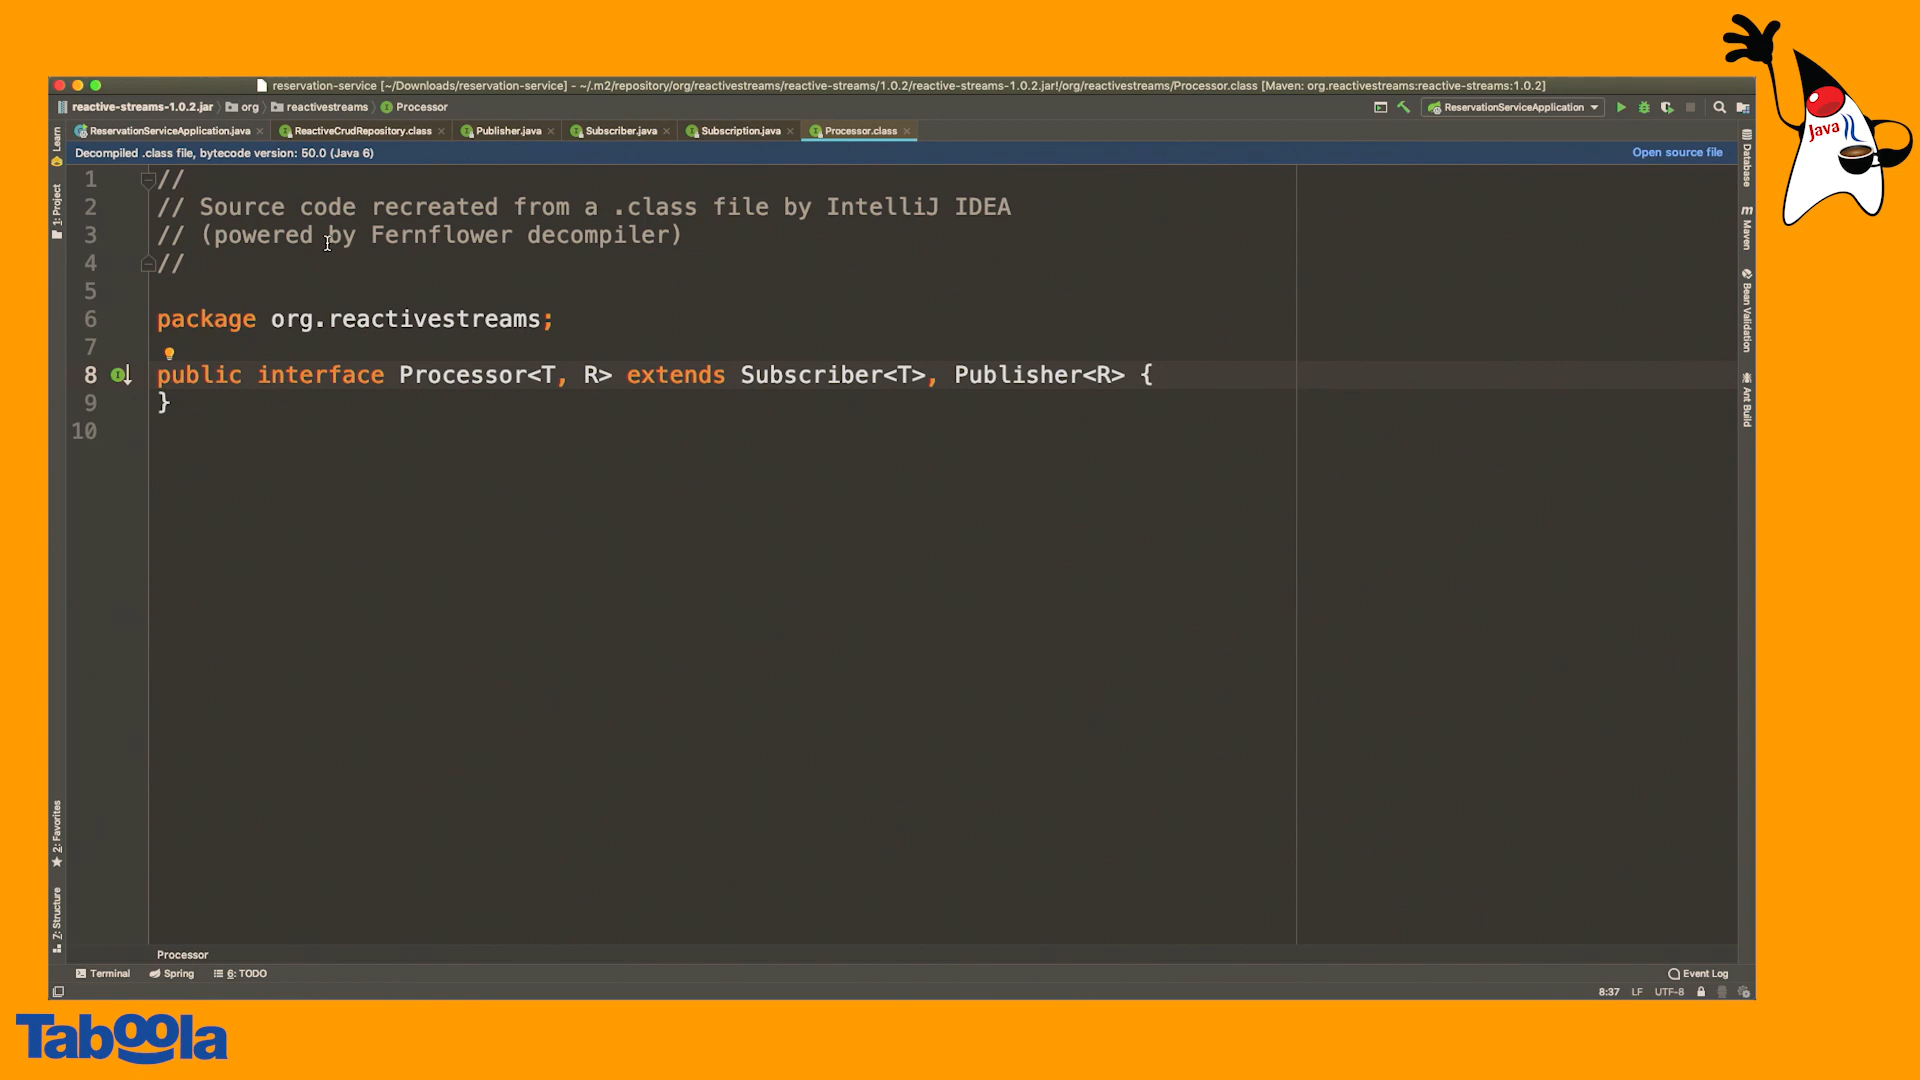 reservation-service [~/Downloads/reservation-service] - ~/.m2/repository/org/reactivestreams/reactive-streams/1.0.2/reactive-streams-1.0.2.jar!/org/reactivestreams/Processor.class [Maven: org.reactivestreams:reactive-streams:1.0.2]
reactive-streams-1.0.2.jar org reactivestreams Processor ReservationServiceApplication
ReservationServiceApplication.java ReactiveCrudRepository.class Publisher.java Subscriber.java Subscription.java Processor.class
Decompiled .class file, bytecode version: 50.0 (Java 6) Open source file
1 //
2 // Source code recreated from a .class file by IntelliJ IDEA
3 // (powered by Fernflower decompiler)
4 //
5
6 package org.reactivestreams;
7
8 public interface Processor<T, R> extends Subscriber<T>, Publisher<R> {
9 }
10
Learn
1: Project
2: Favorites
7: Structure
Database
Maven
Bean Validation
Ant Build
Processor
Terminal Spring 6: TODO Event Log
8:37 LF UTF-8
Java
Taboola